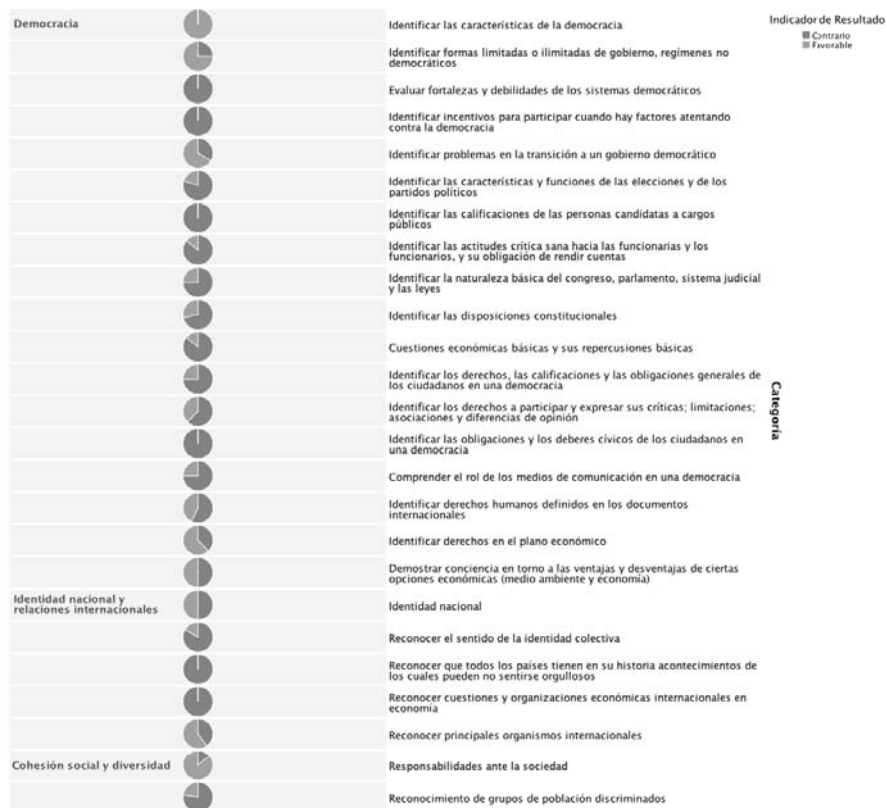 Democracia
Identificar las características de la democracia
Indicador de Resultado
Contrario
Favorable
Identificar formas limitadas o ilimitadas de gobierno, regímenes no
democráticos
Evaluar fortalezas y debilidades de los sistemas democráticos
Identificar incentivos para participar cuando hay factores atentando
contra la democracia
Identificar problemas en la transición a un gobierno democrático
Identificar las características y funciones de las elecciones y de los
partidos políticos
Identificar las calificaciones de las personas candidatas a cargos
públicos
Identificar las actitudes crítica sana hacia las funcionarias y los
funcionarios, y su obligación de rendir cuentas
Identificar la naturaleza básica del congreso, parlamento, sistema judicial
y las leyes
Identificar las disposiciones constitucionales
Cuestiones económicas básicas y sus repercusiones básicas
Identificar los derechos, las calificaciones y las obligaciones generales de
los ciudadanos en una democracia
Categoría
Identificar los derechos a participar y expresar sus críticas; limitaciones;
asociaciones y diferencias de opinión
Identificar las obligaciones y los deberes cívicos de los ciudadanos en
una democracia
Comprender el rol de los medios de comunicación en una democracia
Identificar derechos humanos definidos en los documentos
internacionales
Identificar derechos en el plano económico
Demostrar conciencia en torno a las ventajas y desventajas de ciertas
opciones económicas (medio ambiente y economía)
Identidad nacional y
relaciones internacionales
Identidad nacional
Reconocer el sentido de la identidad colectiva
Reconocer que todos los países tienen en su historia acontecimientos de
los cuales pueden no sentirse orgullosos
Reconocer cuestiones y organizaciones económicas internacionales en
economía
Reconocer principales organismos internacionales
Cohesión social y diversidad
Responsabilidades ante la sociedad
Reconocimiento de grupos de población discriminados